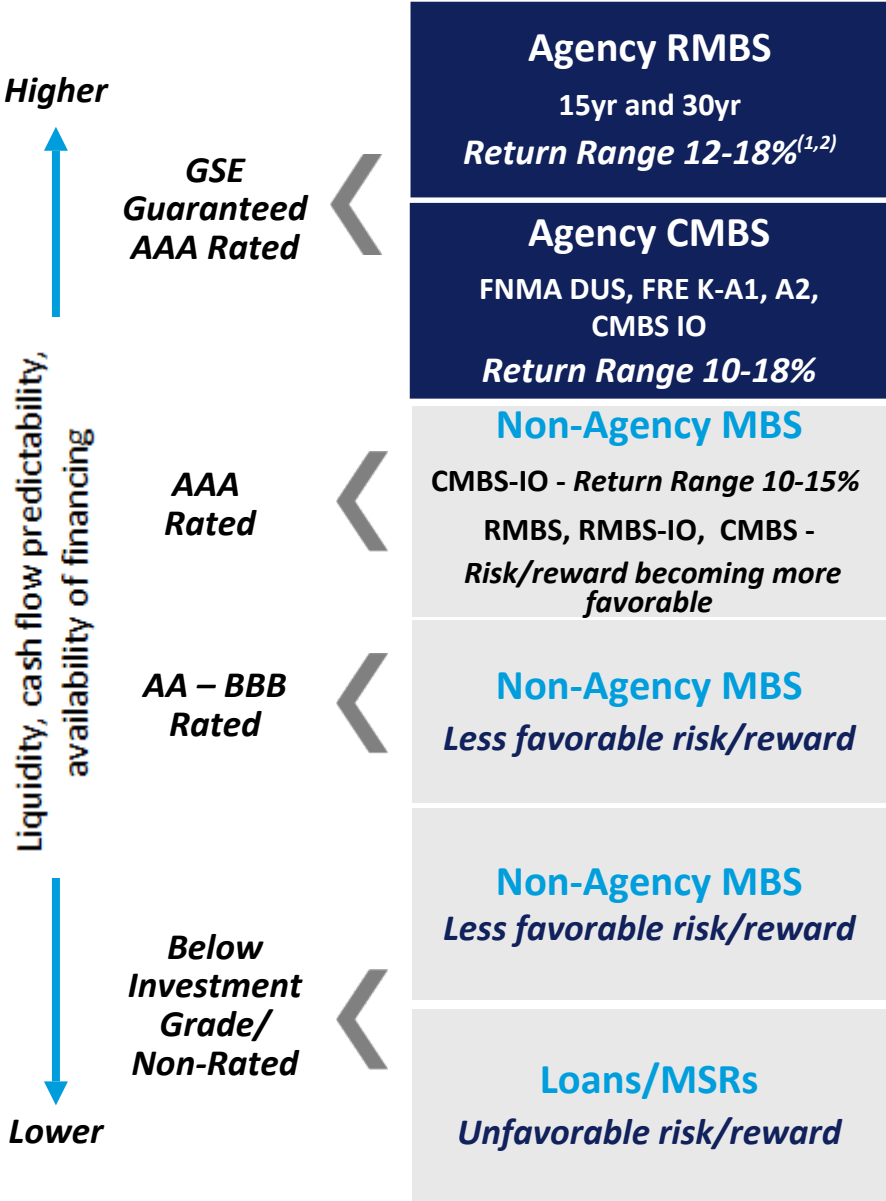 Higher
Liquidity, cash flow predictability,
availability of financing
Lower
GSE
Guaranteed
AAA Rated
Agency RMBS
15yr and 30yr
Return Range 12-18%(1,2)
Agency CMBS
FNMA DUS, FRE K-A1, A2,
CMBS IO
Return Range 10-18%
AAA
Rated
Non-Agency MBS
CMBS-IO - Return Range 10-15%
RMBS, RMBS-IO, CMBS -
Risk/reward becoming more
favorable
AA – BBB
Rated
Non-Agency MBS
Less favorable risk/reward
Below
Investment
Grade/
Non-Rated
Non-Agency MBS
Less favorable risk/reward
Loans/MSRs
Unfavorable risk/reward